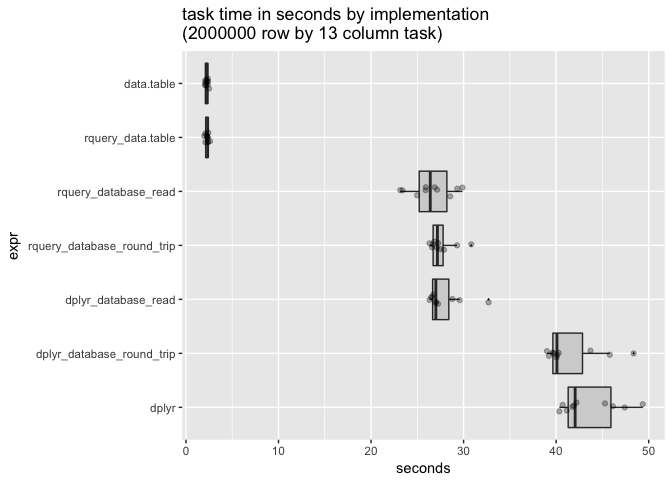 task time in seconds by implementation
(2000000 row by 13 column task)
expr
data.table
rquery_data.table
rquery_database_read
rquery_database_round_trip
dplyr_database_read
dplyr_database_round_trip
dplyr
0 10 20 30 40 50
seconds